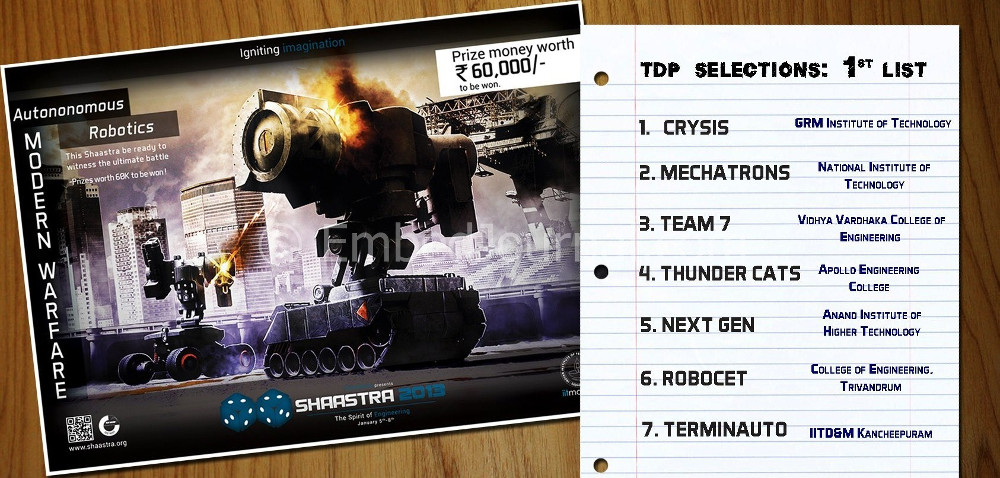 Igniting imagination
Prize money worth
₹ 60,000/-
to be won.
Autononomous
Robotics
This Shaastra be ready to
witness the ultimate battle
Prizes worth 60K to be won!
MODERN WARFARE
presents
SHAASTRA 2013
The Spirit of Engineering
January 5th-8th
www.shaastra.org
TDP SELECTIONS: 1ST LIST
1. CRYSIS GRM INSTITUTE OF TECHNOLOGY
2. MECHATRONS NATIONAL INSTITUTE OF
TECHNOLOGY
3. TEAM 7 VIDHYA VARDHAKA COLLEGE OF
ENGINEERING
4. THUNDER CATS APOLLO ENGINEERING
COLLEGE
5. NEXT GEN ANAND INSTITUTE OF
HIGHER TECHNOLOGY
6. ROBOCET COLLEGE OF ENGINEERING,
TRIVANDRUM
7. TERMINAUTO IITD&M KANCHEEPURAM